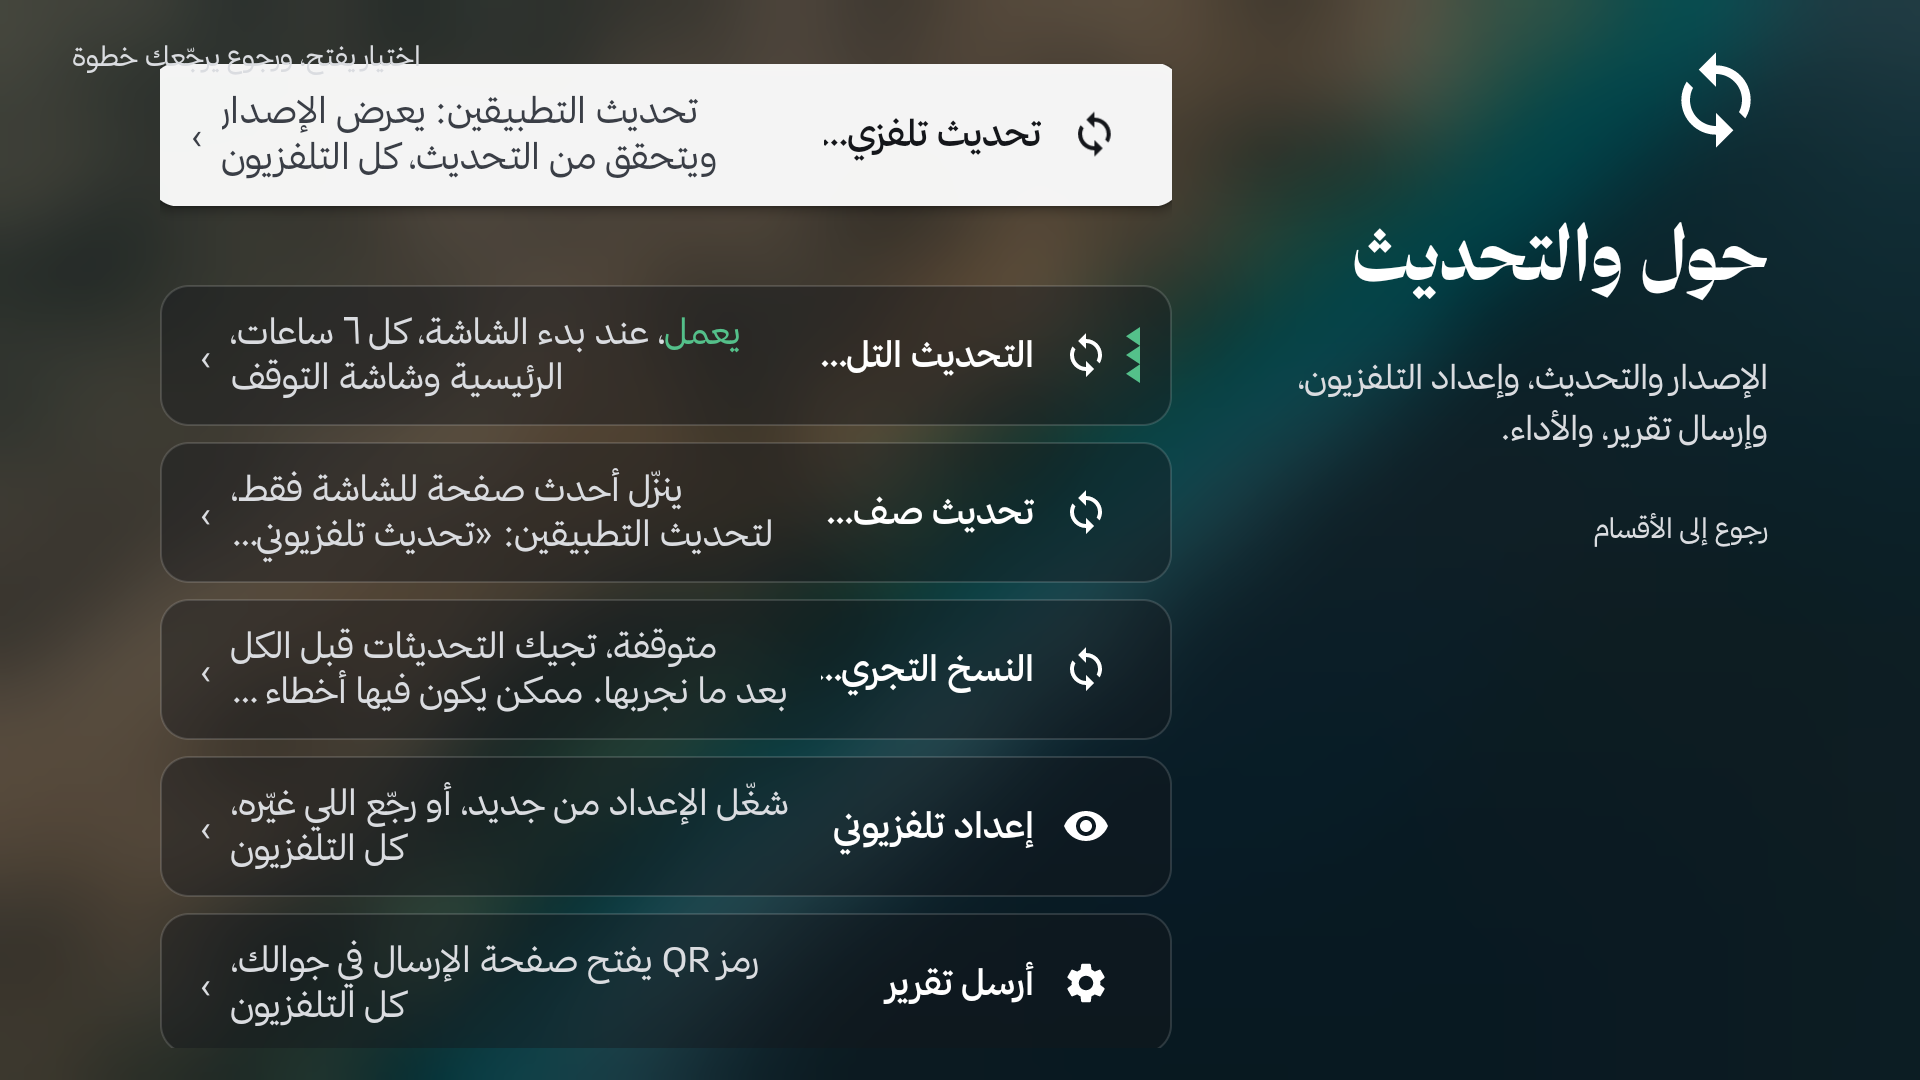 اختيار يفتح، ورجوع يرجّعك خطوة
حول والتحديث
الإصدار والتحديث، وإعداد التلفزيون،
وإرسال تقرير، والأداء.
رجوع إلى الأقسام
تحديث تلفزي...
تحديث التطبيقين: يعرض الإصدار
ويتحقق من التحديث، كل التلفزيون
التحديث التل...
يعمل، عند بدء الشاشة، كل ٦ ساعات،
الرئيسية وشاشة التوقف
تحديث صف...
ينزّل أحدث صفحة للشاشة فقط،
لتحديث التطبيقين: «تحديث تلفزيوني...
النسخ التجري...
متوقفة، تجيك التحديثات قبل الكل
بعد ما نجربها. ممكن يكون فيها أخطاء ...
إعداد تلفزيوني
شغّل الإعداد من جديد، أو رجّع اللي غيّره،
كل التلفزيون
أرسل تقرير
رمز QR يفتح صفحة الإرسال في جوالك،
كل التلفزيون